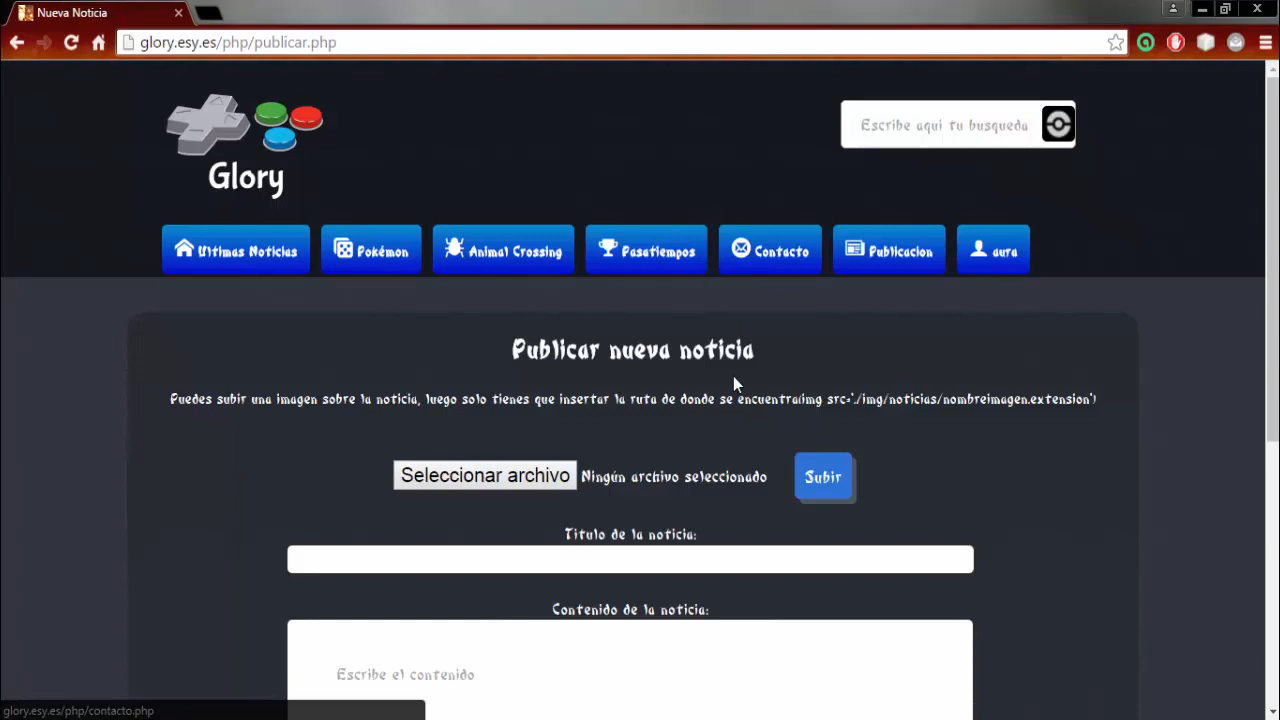 Nueva Noticia
glory.esy.es/php/publicar.php
Glory
Escribe aqui tu busqueda
Ultimas Noticias
Pokémon
Animal Crossing
Pasatiempos
Contacto
Publicacion
aura
Publicar nueva noticia
Puedes subir una imagen sobre la noticia, luego solo tienes que insertar la ruta de donde se encuentra(img src='./img/noticias/nombreimagen.extension')
Seleccionar archivo Ningún archivo seleccionado
Subir
Titulo de la noticia:
Contenido de la noticia:
Escribe el contenido
glory.esy.es/php/contacto.php